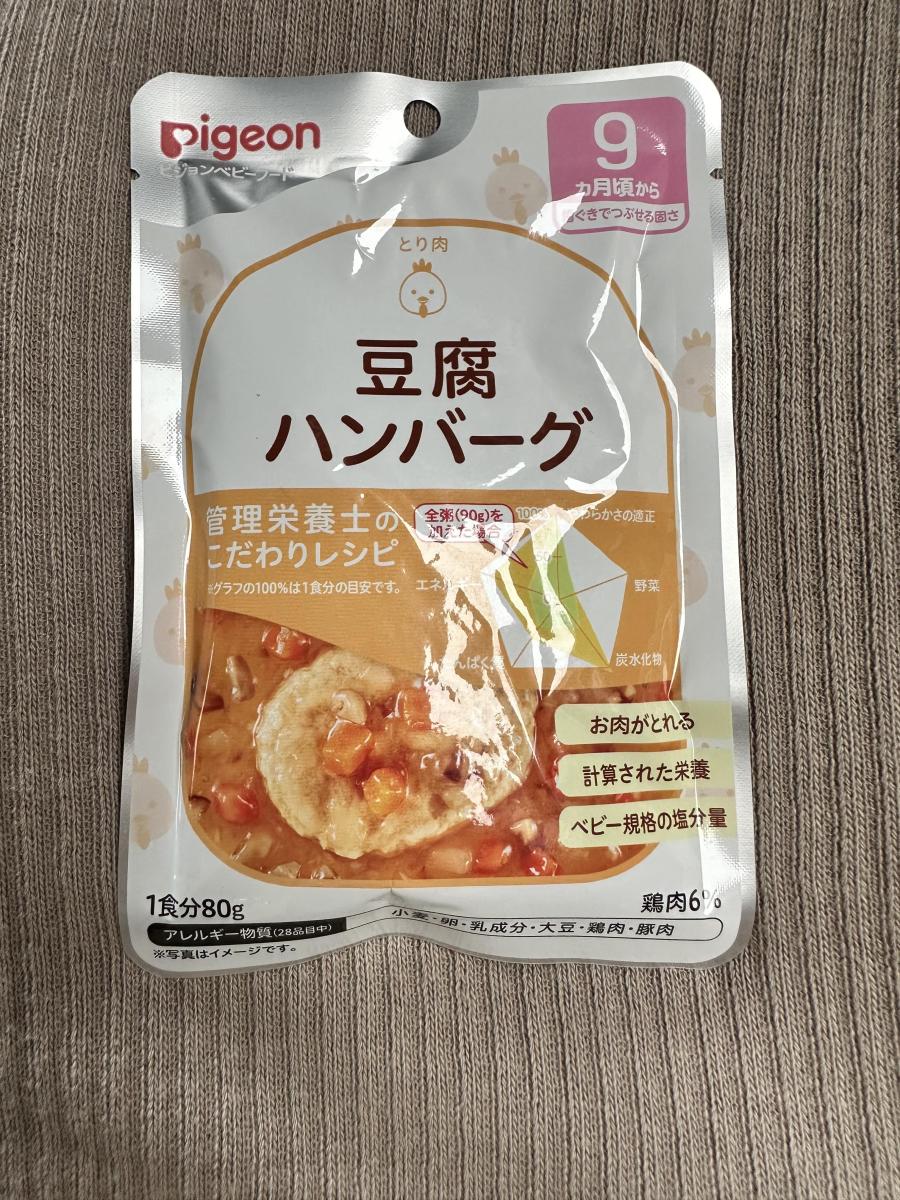 Pigeon
ピジョンベビーフード
9
カ月頃から
ぐきでつぶせる固さ
とり肉
豆腐
ハンバーグ
管理栄養士の
こだわりレシピ
※グラフの100%は1食分の目安です。
全粥(90g)を
加えた場合
わらかさの適正
野菜
炭水化物
お肉がとれる
計算された栄養
ベビー規格の塩分量
1食分80g
鶏肉6%
アレルギー物質(28品目中)
小麦・卵・乳成分・大豆・鶏肉・豚肉
※写真はイメージです。